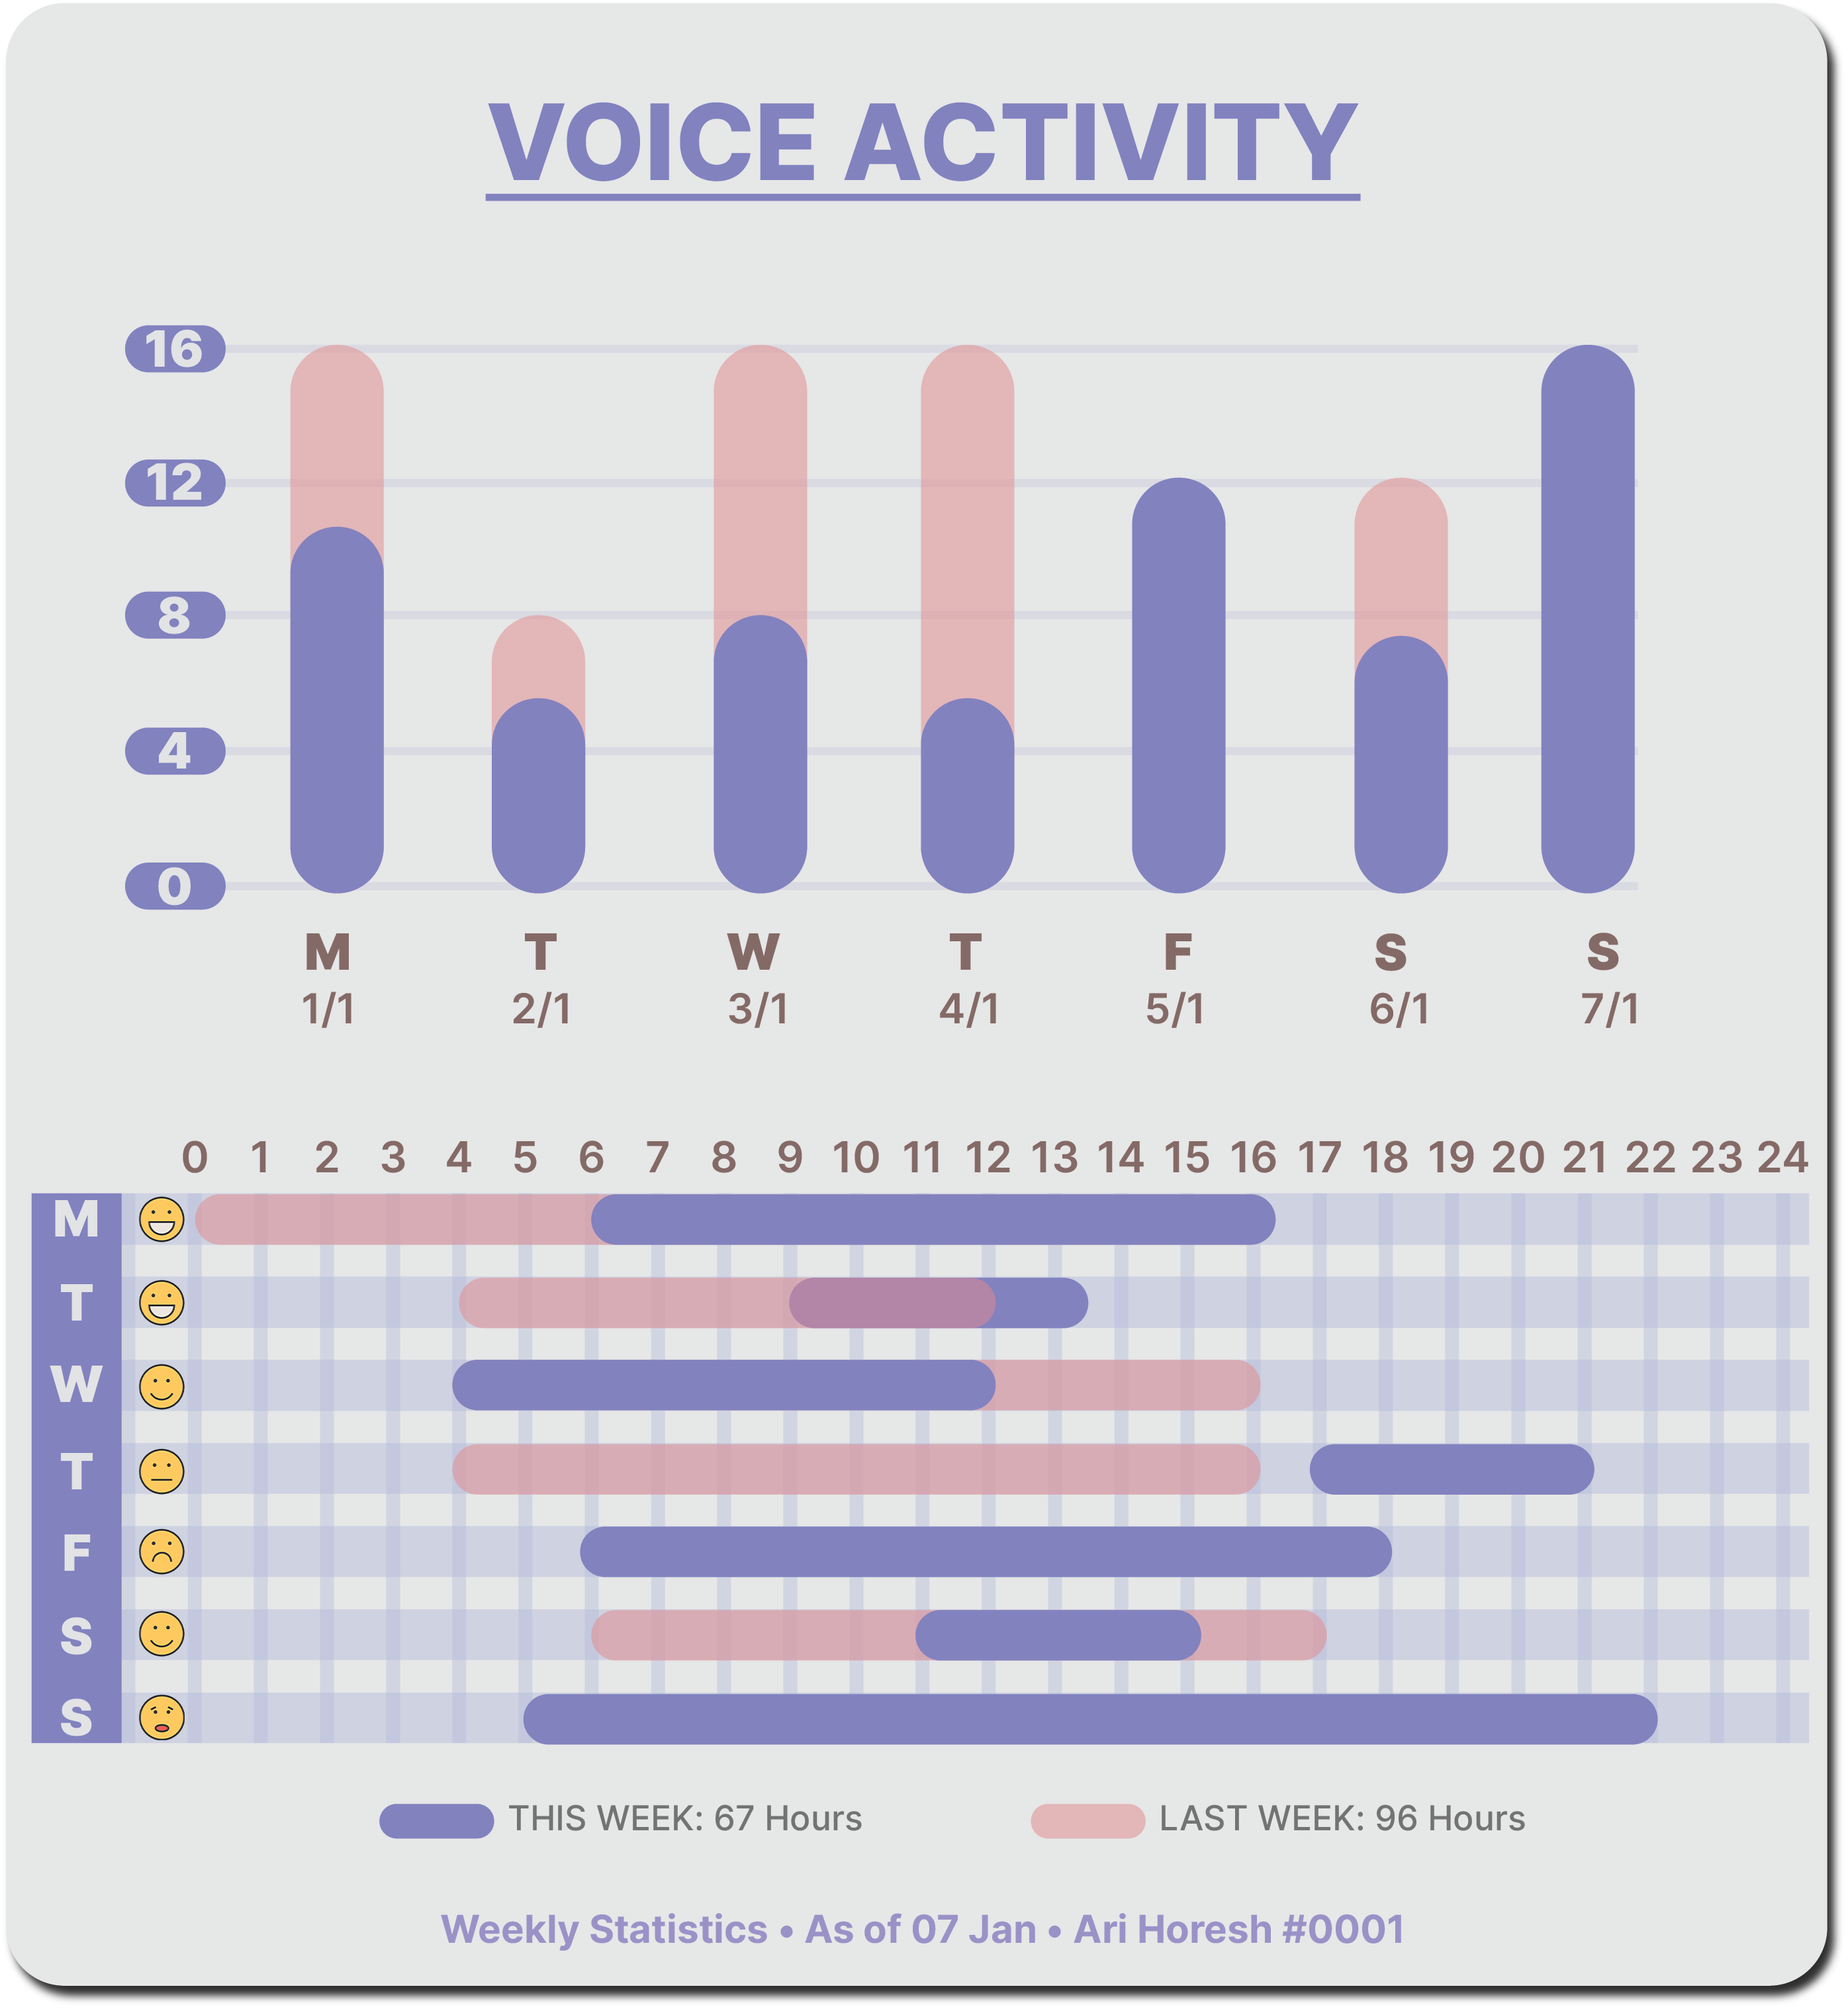 VOICE ACTIVITY
16
12
8
4
0
M T W T F S S
1/1 2/1 3/1 4/1 5/1 6/1 7/1
0 1 2 3 4 5 6 7 8 9 10 11 12 13 14 15 16 17 18 19 20 21 22 23 24
M
T
W
T
F
S
S
THIS WEEK: 67 Hours LAST WEEK: 96 Hours
Weekly Statistics • As of 07 Jan • Ari Horesh #0001